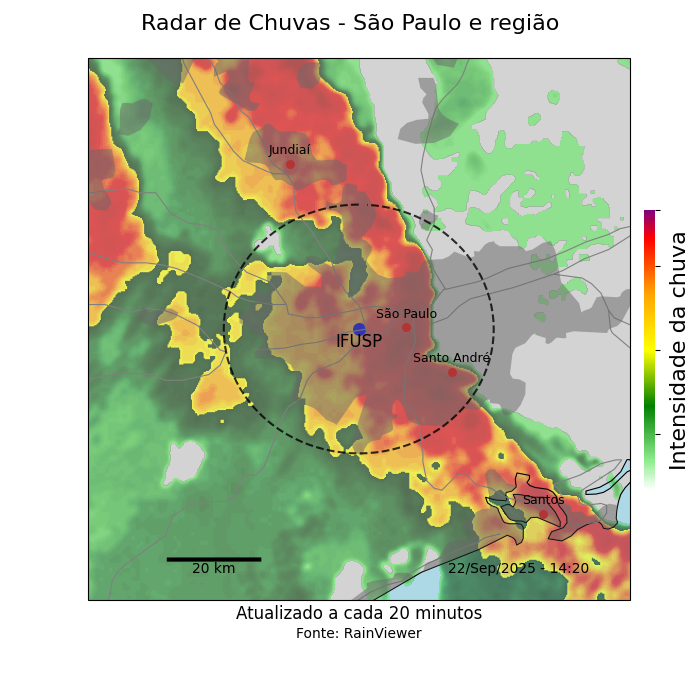 Radar de Chuvas - São Paulo e região
Jundiaí
São Paulo
IFUSP
Santo André
Santos
20 km
22/Sep/2025 - 14:20
Intensidade da chuva
Atualizado a cada 20 minutos
Fonte: RainViewer